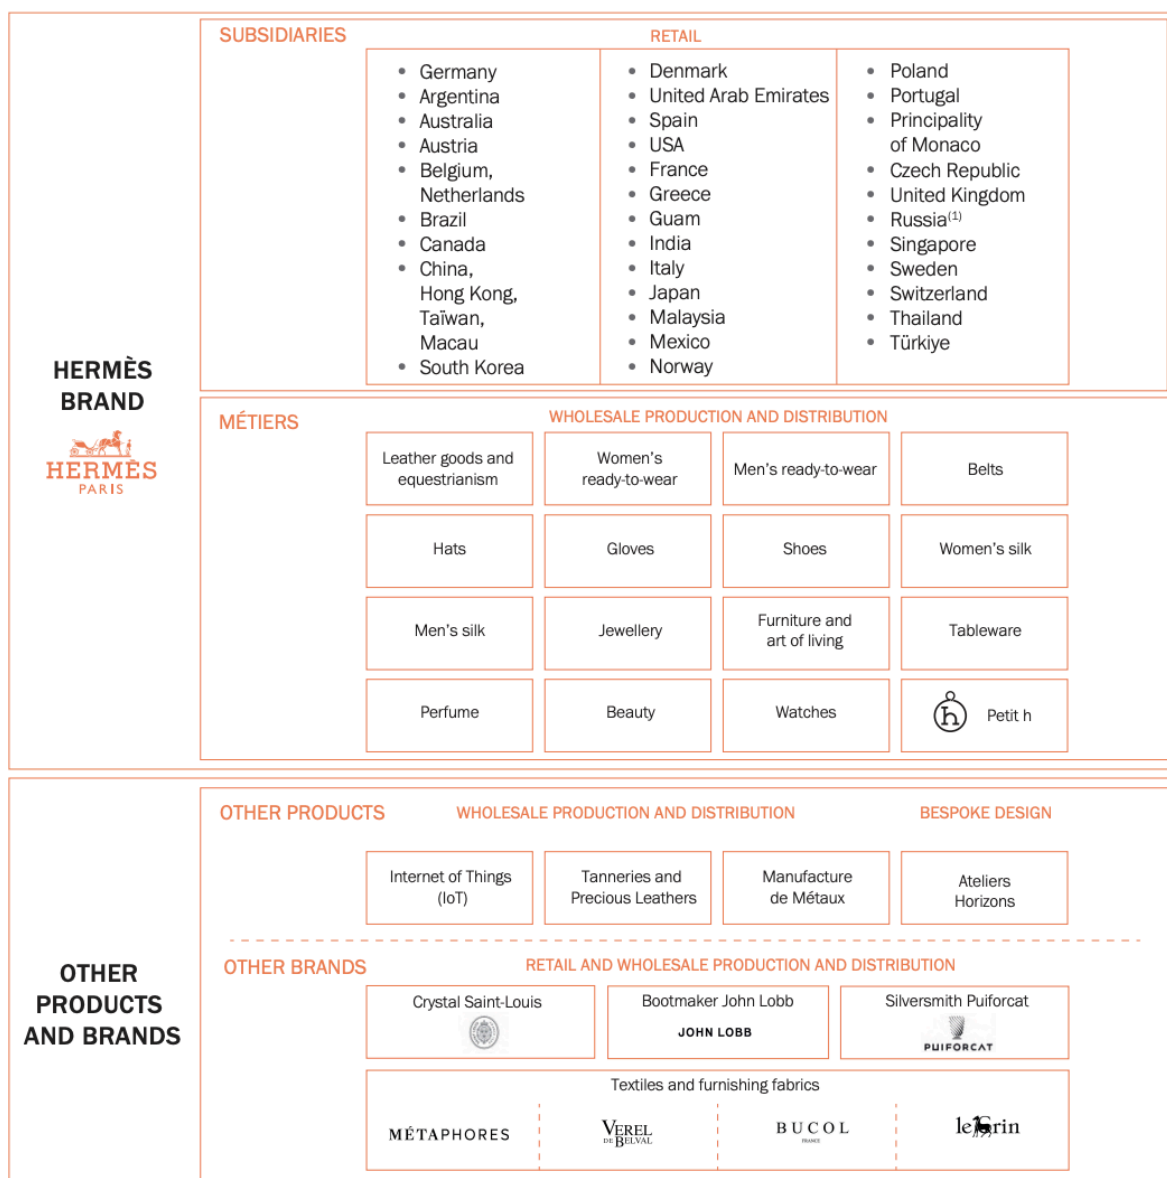 SUBSIDIARIES
RETAIL
• Germany
• Argentina
• Australia
• Austria
• Belgium,
Netherlands
• Brazil
• Canada
• China,
Hong Kong,
Taïwan,
Macau
• South Korea
• Denmark
• United Arab Emirates
• Spain
• USA
• France
• Greece
• Guam
• India
• Italy
• Japan
• Malaysia
• Mexico
• Norway
• Poland
• Portugal
• Principality
of Monaco
• Czech Republic
• United Kingdom
• Russia(1)
• Singapore
• Sweden
• Switzerland
• Thailand
• Türkiye
HERMÈS
BRAND
HERMÈS
PARIS
MÉTIERS
WHOLESALE PRODUCTION AND DISTRIBUTION
Leather goods and
equestrianism
Women's
ready-to-wear
Men's ready-to-wear
Belts
Hats
Gloves
Shoes
Women's silk
Men's silk
Jewellery
Furniture and
art of living
Tableware
Perfume
Beauty
Watches
h
Petit h
OTHER
PRODUCTS
AND BRANDS
OTHER PRODUCTS
WHOLESALE PRODUCTION AND DISTRIBUTION
BESPOKE DESIGN
Internet of Things
(IoT)
Tanneries and
Precious Leathers
Manufacture
de Métaux
Ateliers
Horizons
OTHER BRANDS
RETAIL AND WHOLESALE PRODUCTION AND DISTRIBUTION
Crystal Saint-Louis
Bootmaker John Lobb
JOHN LOBB
Silversmith Puiforcat
PUIFORCAT
Textiles and furnishing fabrics
MÉTAPHORES
VEREL
DE BELVAL
BUCOL
FRANCE
le Crin